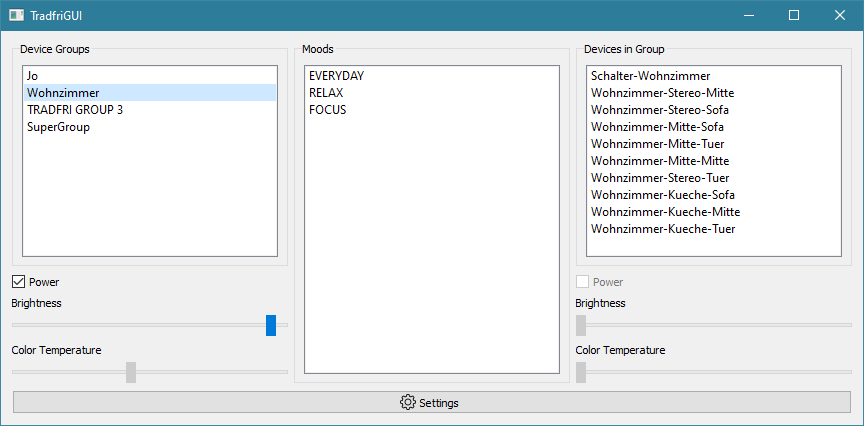 TradfriGUI
Device Groups
Jo
Wohnzimmer
TRADFRI GROUP 3
SuperGroup
Power
Brightness
Color Temperature
Moods
EVERYDAY
RELAX
FOCUS
Devices in Group
Schalter-Wohnzimmer
Wohnzimmer-Stereo-Mitte
Wohnzimmer-Stereo-Sofa
Wohnzimmer-Mitte-Sofa
Wohnzimmer-Mitte-Tuer
Wohnzimmer-Mitte-Mitte
Wohnzimmer-Stereo-Tuer
Wohnzimmer-Kueche-Sofa
Wohnzimmer-Kueche-Mitte
Wohnzimmer-Kueche-Tuer
Power
Brightness
Color Temperature
Settings